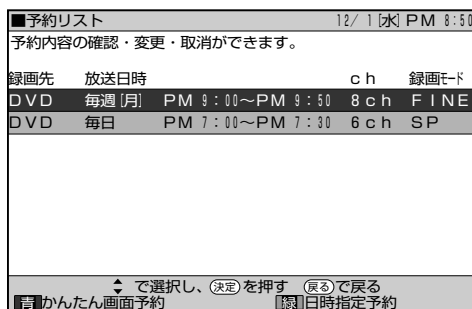 ■予約リスト 12/ 1 [水] PM 8:50
予約内容の確認・変更・取消ができます。
録画先 放送日時 ch 録画モード
DVD 毎週[月] PM 9:00～PM 9:50 8ch FINE
DVD 毎日 PM 7:00～PM 7:30 6ch SP
で選択し、決定を押す 戻るで戻る
青かんたん画面予約 緑日時指定予約